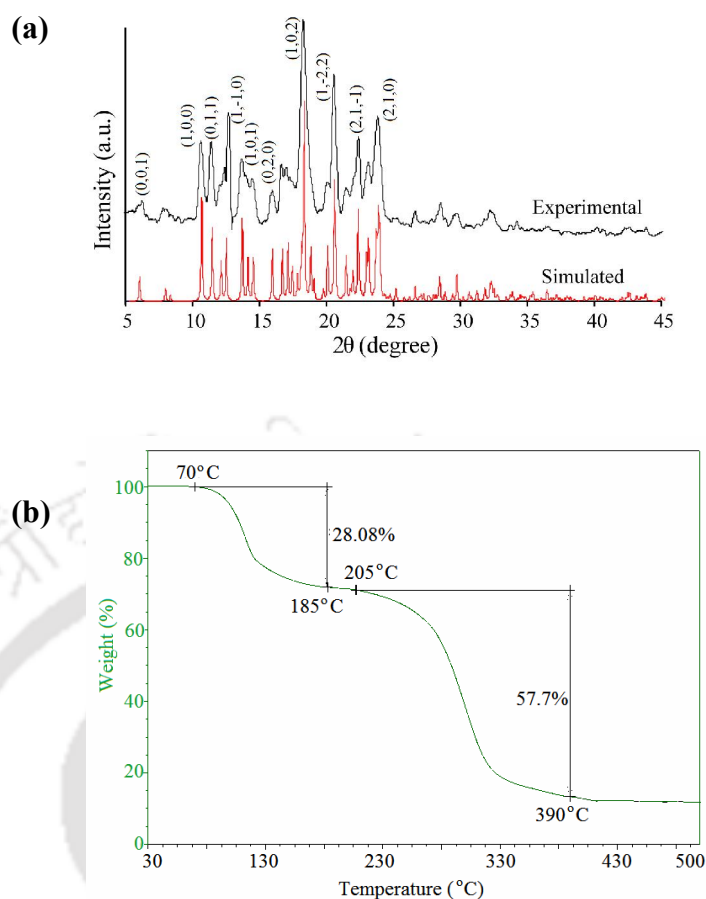 (a)
Intensity (a.u.)
(0,0,1)
(1,0,0)
(0,1,1)
(1,-1,0)
(1,0,1)
(0,2,0)
(1,0,2)
(1,-2,2)
(2,1,-1)
(2,1,0)
Experimental
Simulated
5 10 15 20 25 30 35 40 45
2θ (degree)
(b)
Weight (%)
100
80
60
40
20
0
70°C
28.08%
185°C
205°C
57.7%
390°C
30 130 230 330 430 500
Temperature (°C)